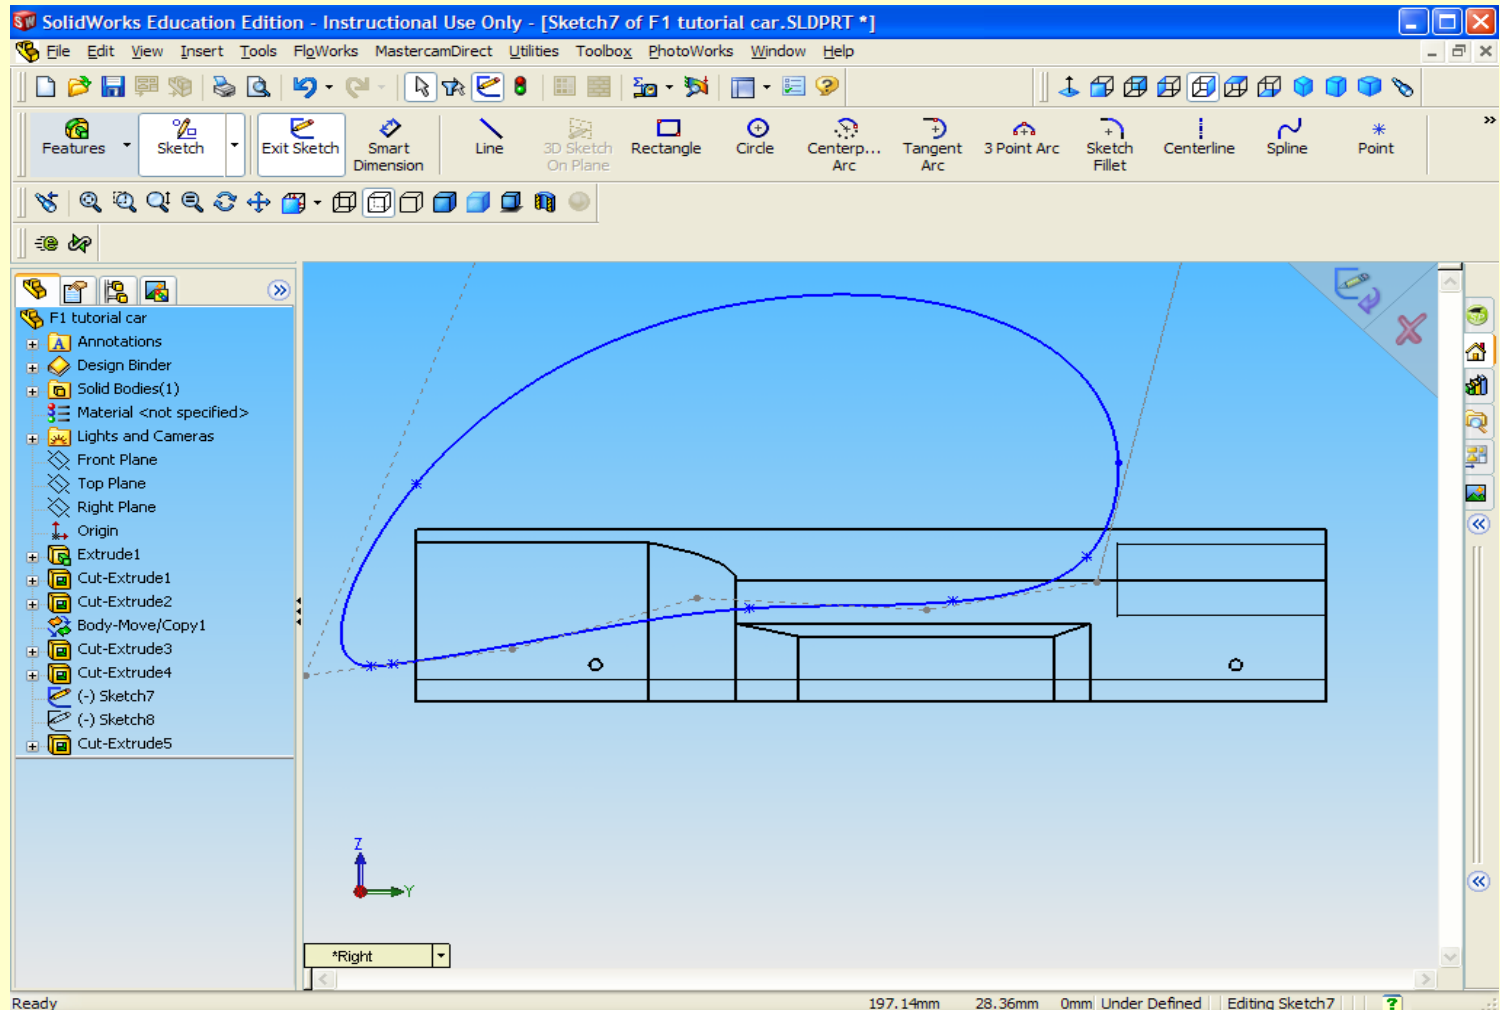 SolidWorks Education Edition - Instructional Use Only - [Sketch7 of F1 tutorial car.SLDPRT *]
File Edit View Insert Tools FloWorks MastercamDirect Utilities Toolbox PhotoWorks Window Help
Features Sketch Exit Sketch Smart Dimension Line 3D Sketch On Plane Rectangle Circle Centerp... Arc Tangent Arc 3 Point Arc Sketch Fillet Centerline Spline Point
F1 tutorial car
Annotations
Design Binder
Solid Bodies(1)
Material <not specified>
Lights and Cameras
Front Plane
Top Plane
Right Plane
Origin
Extrude1
Cut-Extrude1
Cut-Extrude2
Body-Move/Copy1
Cut-Extrude3
Cut-Extrude4
(-) Sketch7
(-) Sketch8
Cut-Extrude5
Z
Y
*Right
Ready 197.14mm 28.36mm 0mm Under Defined Editing Sketch7